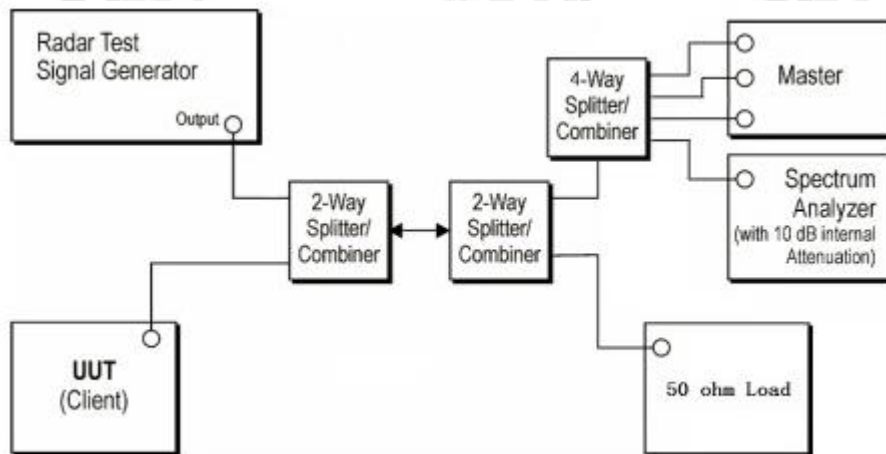 Radar Test
Signal Generator
Output
4-Way
Splitter/
Combiner
Master
Spectrum
Analyzer
(with 10 dB internal
Attenuation)
2-Way
Splitter/
Combiner
2-Way
Splitter/
Combiner
UUT
(Client)
50 ohm Load